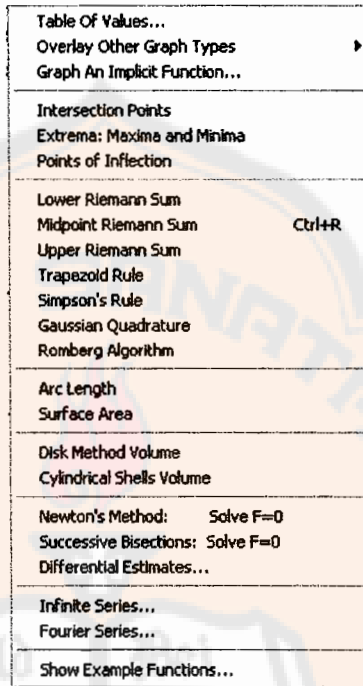 Table Of Values...
Overlay Other Graph Types
Graph An Implicit Function...
Intersection Points
Extrema: Maxima and Minima
Points of Inflection
Lower Riemann Sum
Midpoint Riemann Sum Ctrl+R
Upper Riemann Sum
Trapezoid Rule
Simpson's Rule
Gaussian Quadrature
Romberg Algorithm
Arc Length
Surface Area
Disk Method Volume
Cylindrical Shells Volume
Newton's Method: Solve F=0
Successive Bisections: Solve F=0
Differential Estimates...
Infinite Series...
Fourier Series...
Show Example Functions...